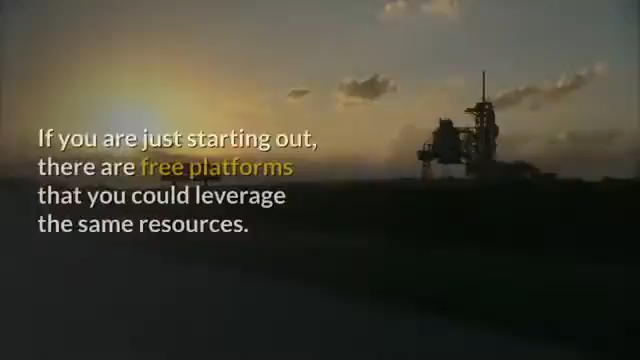 If you are just starting out,
there are free platforms
that you could leverage
the same resources.